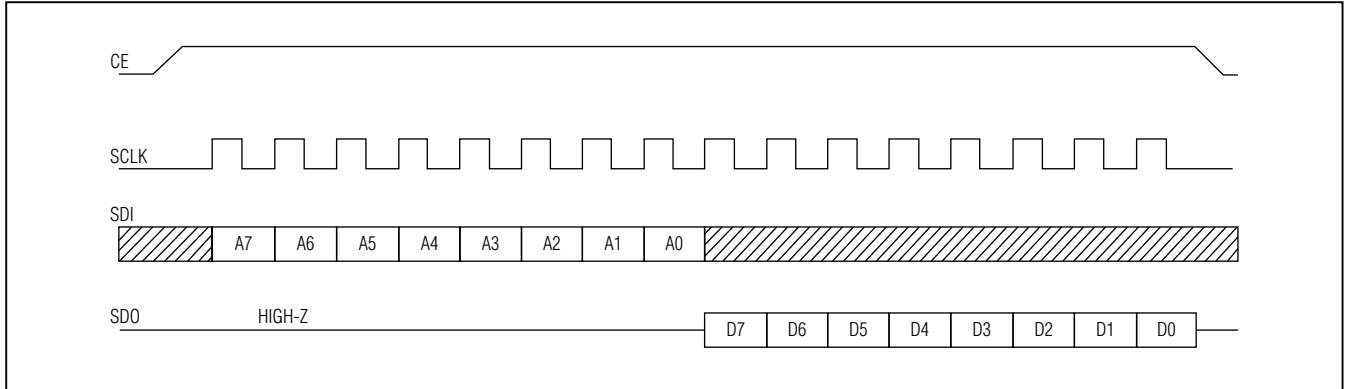 CE
SCLK
SDI
A7 A6 A5 A4 A3 A2 A1 A0
SDO HIGH-Z
D7 D6 D5 D4 D3 D2 D1 D0